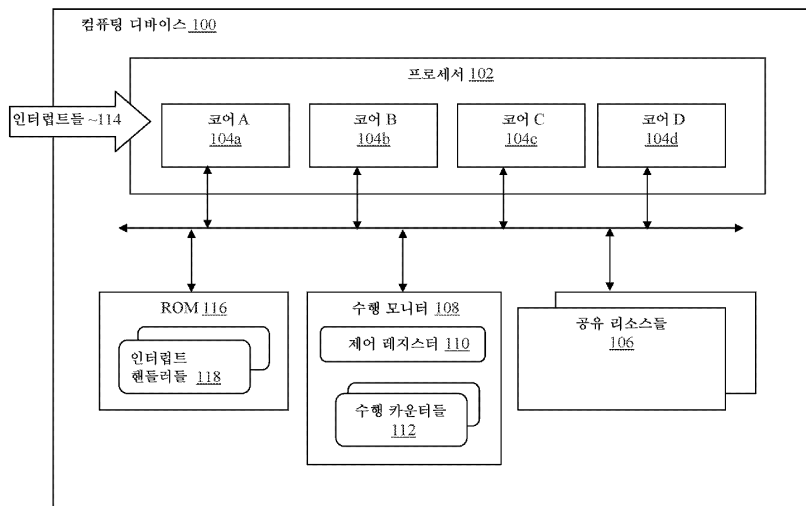 컴퓨팅 디바이스 100
프로세서 102
인터럽트들 ~114
코어 A
104a
코어 B
104b
코어 C
104c
코어 D
104d
ROM 116
인터럽트
핸들러들 118
수행 모니터 108
제어 레지스터 110
수행 카운터들
112
공유 리소스들
106